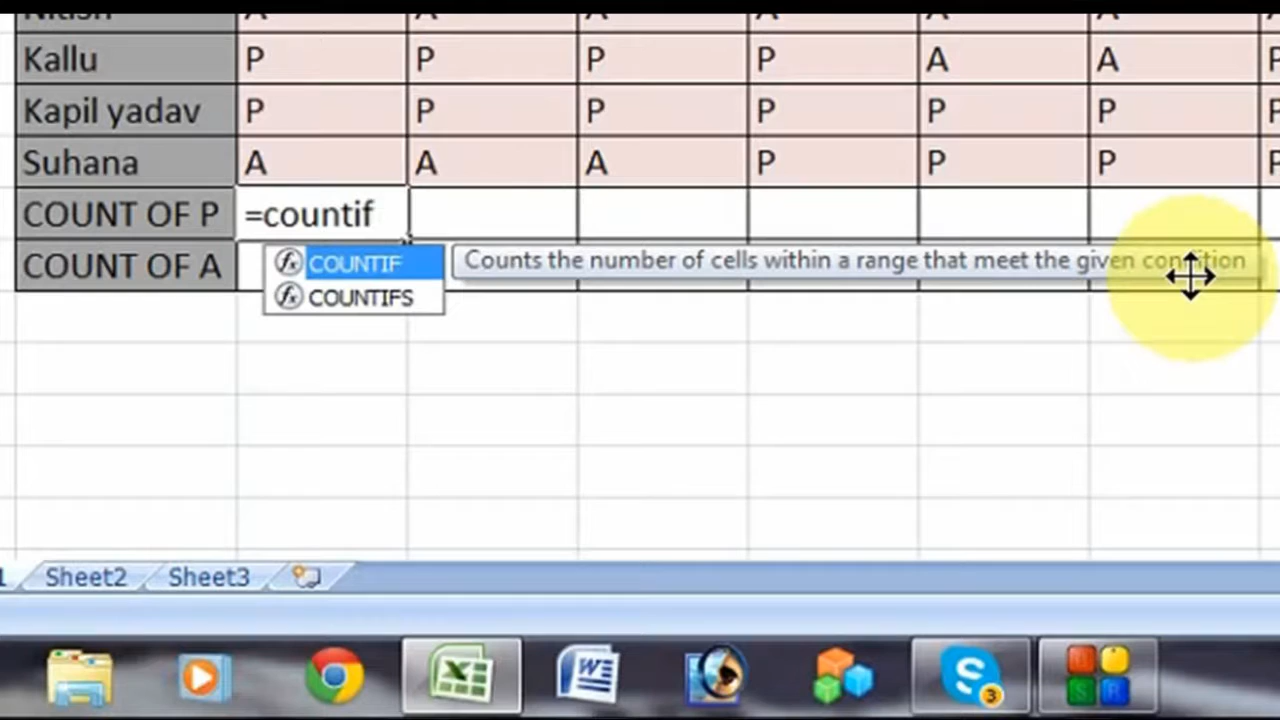 Kallu P P P P A A P
Kapil yadav P P P P P P P
Suhana A A A P P P P
COUNT OF P =countif
COUNT OF A
COUNTIF Counts the number of cells within a range that meet the given condition
COUNTIFS
Sheet2 Sheet3
W
S
3